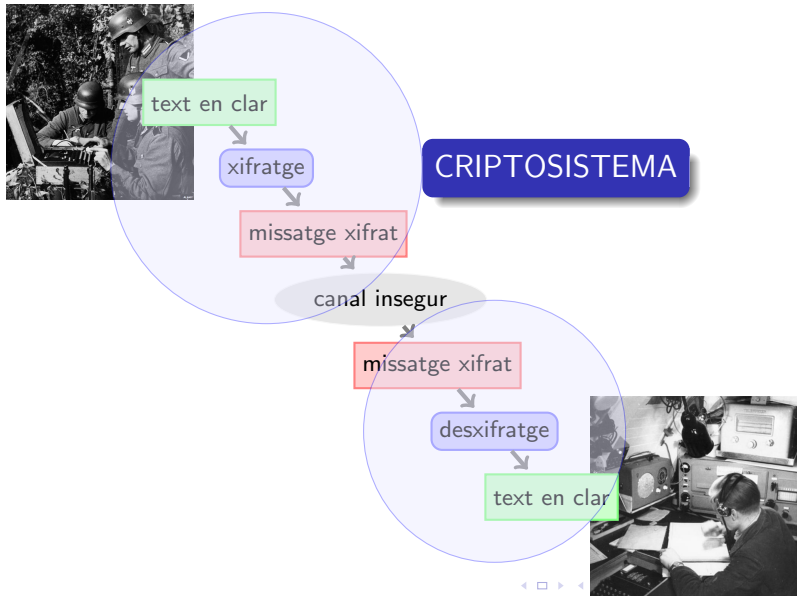 text en clar
xifratge
CRIPTOSISTEMA
missatge xifrat
canal insegur
missatge xifrat
desxifratge
text en clar